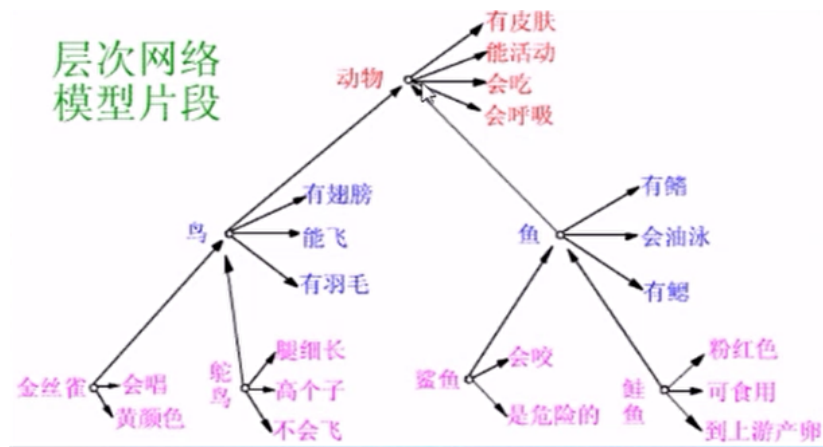 层次网络
模型片段
动物
有皮肤
能活动
会吃
会呼吸
鸟
有翅膀
能飞
有羽毛
鱼
有鳍
会油泳
有鳃
金丝雀
会唱
黄颜色
鸵鸟
腿细长
高个子
不会飞
鲨鱼
会咬
是危险的
鲑鱼
粉红色
可食用
到上游产卵